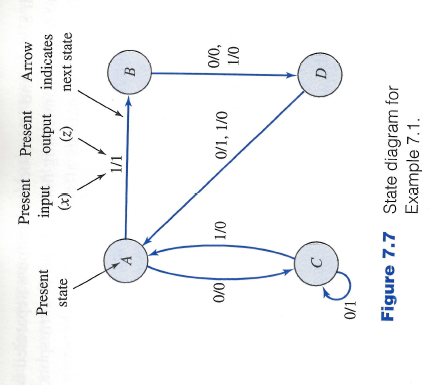 Present
state
Present
input
(x)
Present
output
(z)
Arrow
indicates
next state
A
1/1
B
0/0
1/0
0/1, 1/0
0/0,
1/0
C
D
0/1
Figure 7.7 State diagram for
Example 7.1.